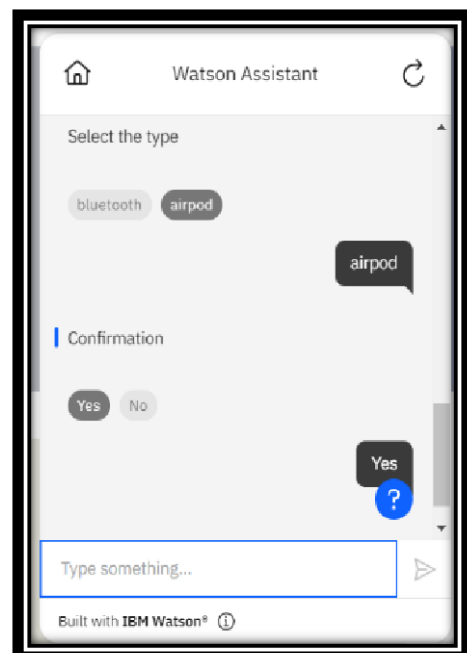 Watson Assistant
Select the type
bluetooth airpod
airpod
Confirmation
Yes No
Yes
?
Type something...
Built with IBM Watson®